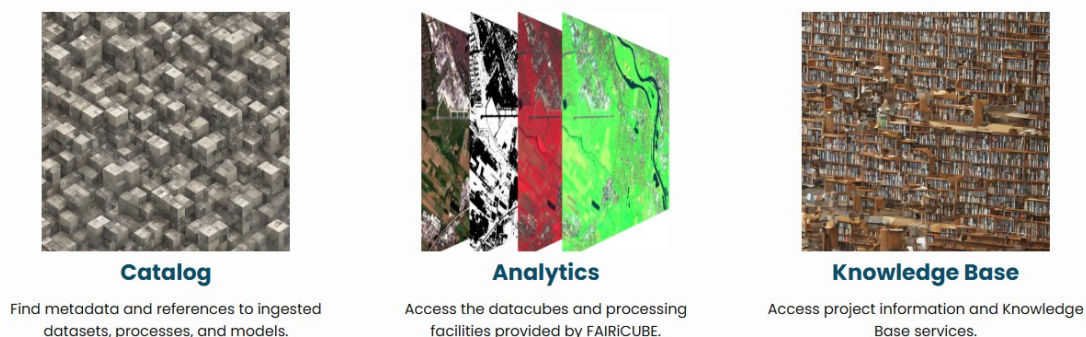 Catalog
Find metadata and references to ingested
datasets, processes, and models.
Analytics
Access the datacubes and processing
facilities provided by FAIRiCUBE.
Knowledge Base
Access project information and Knowledge
Base services.